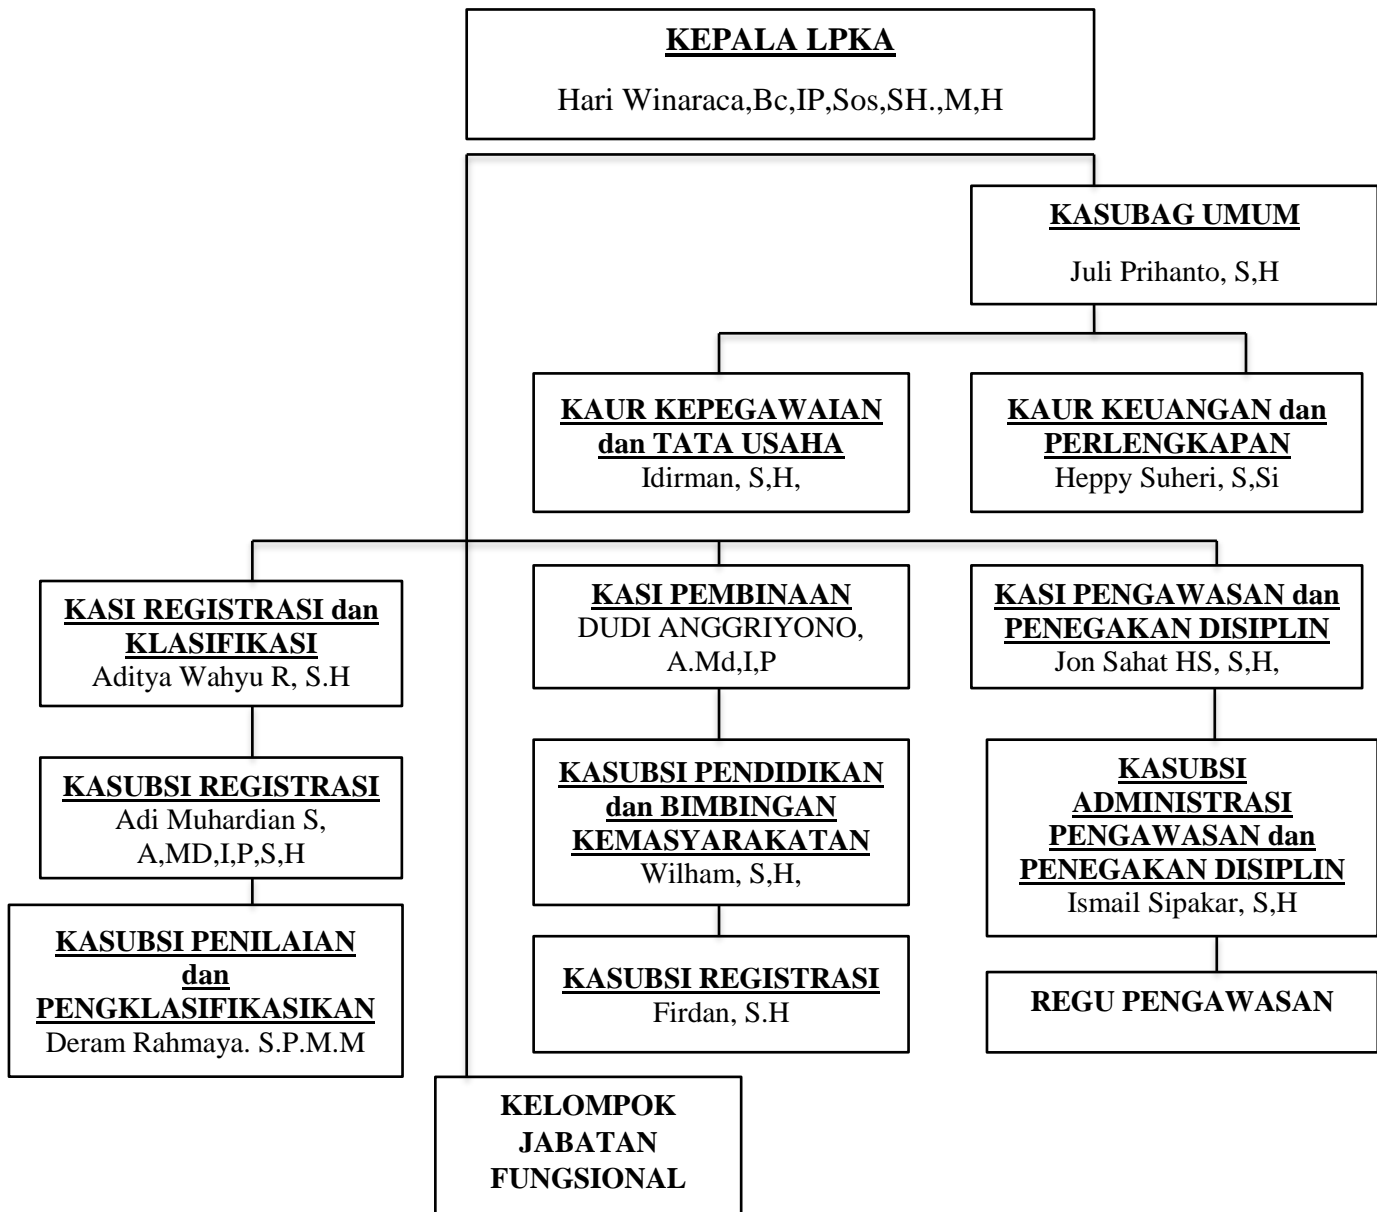 KEPALA LPKA
Hari Winaraca,Bc,IP,Sos,SH.,M,H
KASUBAG UMUM
Juli Prihanto, S,H
KAUR KEPEGAWAIAN
dan TATA USAHA
Idirman, S,H,
KAUR KEUANGAN dan
PERLENGKAPAN
Heppy Suheri, S,Si
KASI REGISTRASI dan
KLASIFIKASI
Aditya Wahyu R, S.H
KASI PEMBINAAN
DUDI ANGGRIYONO,
A.Md,I,P
KASI PENGAWASAN dan
PENEGAKAN DISIPLIN
Jon Sahat HS, S,H,
KASUBSI REGISTRASI
Adi Muhardian S,
A,MD,I,P,S,H
KASUBSI PENDIDIKAN
dan BIMBINGAN
KEMASYARAKATAN
Wilham, S,H,
KASUBSI
ADMINISTRASI
PENGAWASAN dan
PENEGAKAN DISIPLIN
Ismail Sipakar, S,H
KASUBSI PENILAIAN
dan
PENGKLASIFIKASIKAN
Deram Rahmaya. S.P.M.M
KASUBSI REGISTRASI
Firdan, S.H
REGU PENGAWASAN
KELOMPOK
JABATAN
FUNGSIONAL